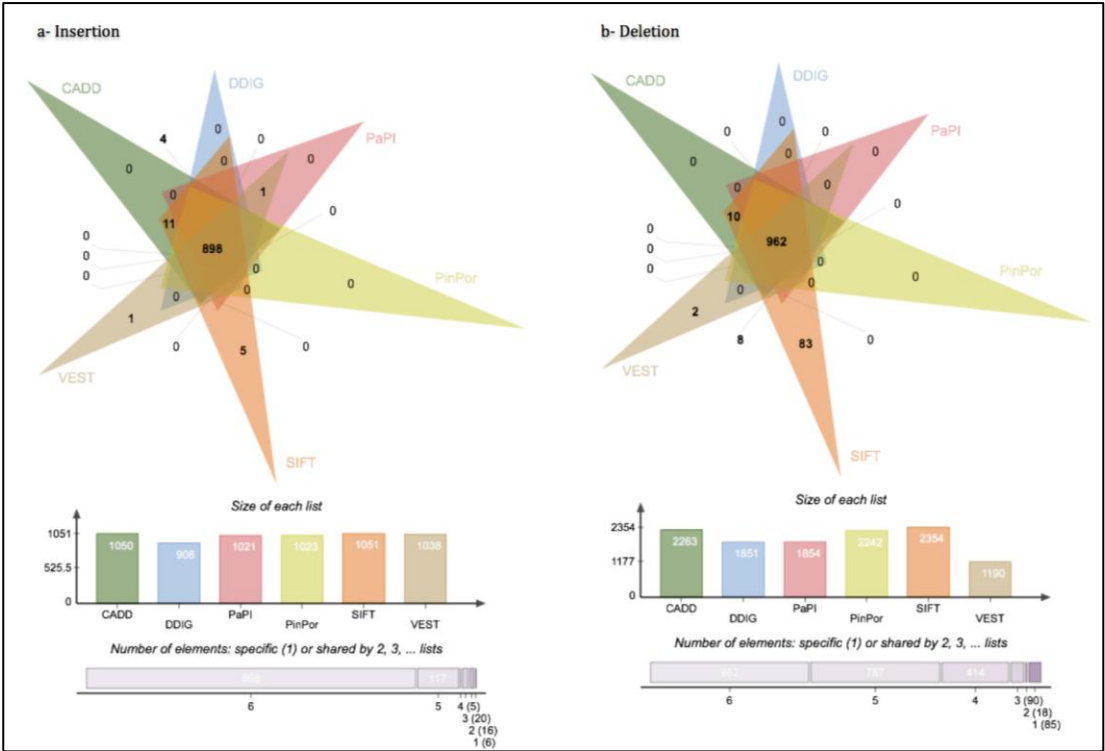 a- Insertion
CADD
DDIG
PaPI
PinPor
SIFT
VEST
0
4
0
0
0
0
0
1
0
11
0
0
0
0
898
0
0
0
0
1
0
5
0
Size of each list
1051
525.5
0
1050
908
1021
1023
1051
1038
CADD
DDIG
PaPI
PinPor
SIFT
VEST
Number of elements: specific (1) or shared by 2, 3, ... lists
898
117
6
5
4 (5)
3 (20)
2 (16)
1 (6)
b- Deletion
CADD
DDIG
PaPI
PinPor
SIFT
VEST
0
0
0
0
0
0
0
0
0
10
0
0
0
962
0
0
0
0
2
8
83
0
Size of each list
2354
1177
0
2263
1851
1854
2242
2354
1190
CADD
DDIG
PaPI
PinPor
SIFT
VEST
Number of elements: specific (1) or shared by 2, 3, ... lists
962
767
414
6
5
4
3 (90)
2 (18)
1 (85)